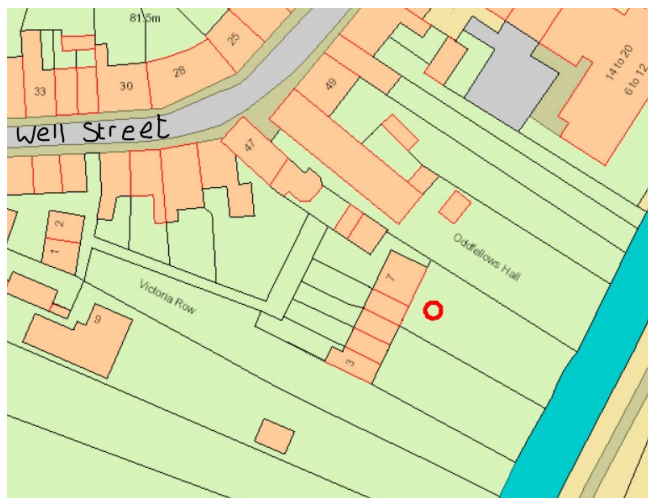 81.5m
25
28
30
33
49
14 to 20
6 to 12
Well Street
47
2
1
Oddfellows Hall
7
Victoria Row
9
3